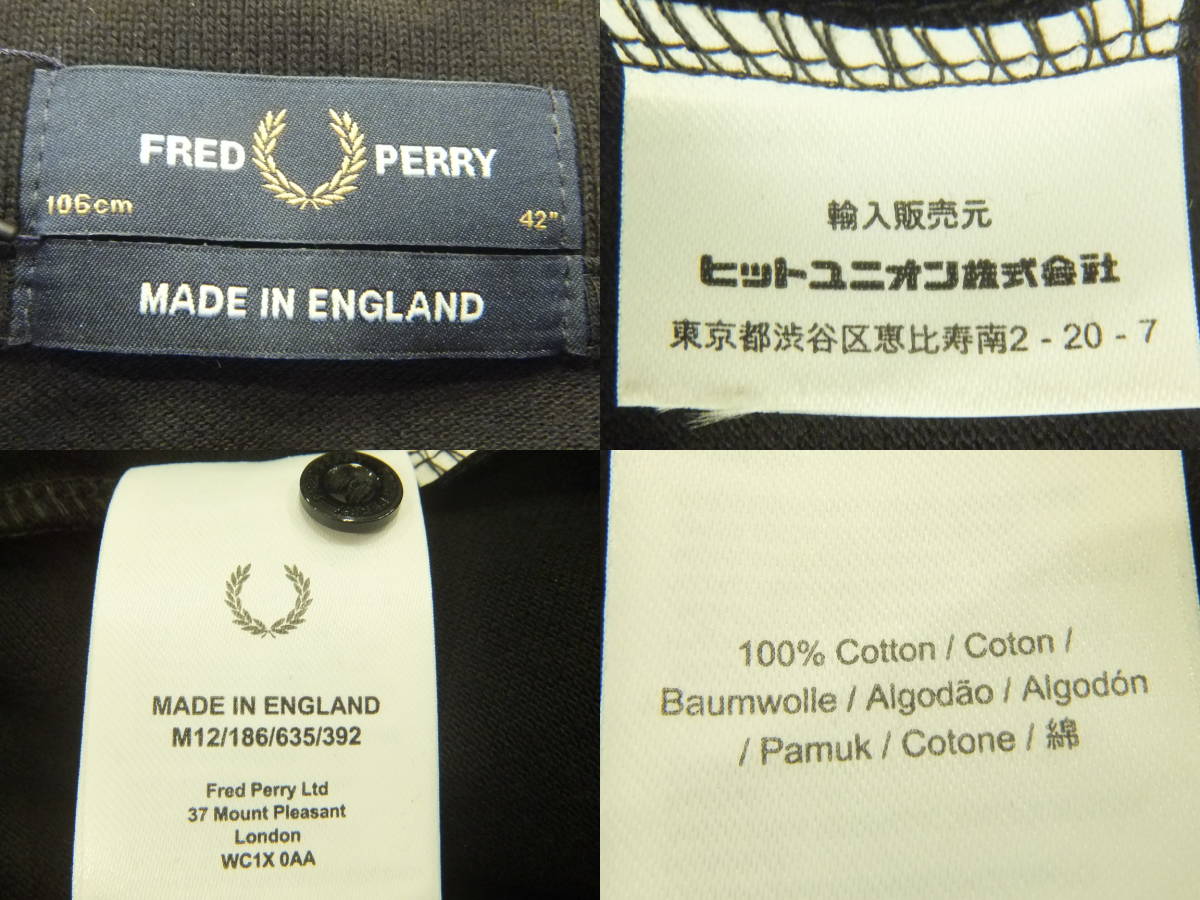 FRED PERRY
106cm
42"
MADE IN ENGLAND
輸入販売元
ヒットユニオン株式会社
東京都渋谷区恵比寿南2-20-7
MADE IN ENGLAND
M12/186/635/392
Fred Perry Ltd
37 Mount Pleasant
London
WC1X 0AA
100% Cotton / Coton /
Baumwolle / Algodão / Algodón
/ Pamuk / Cotone / 綿